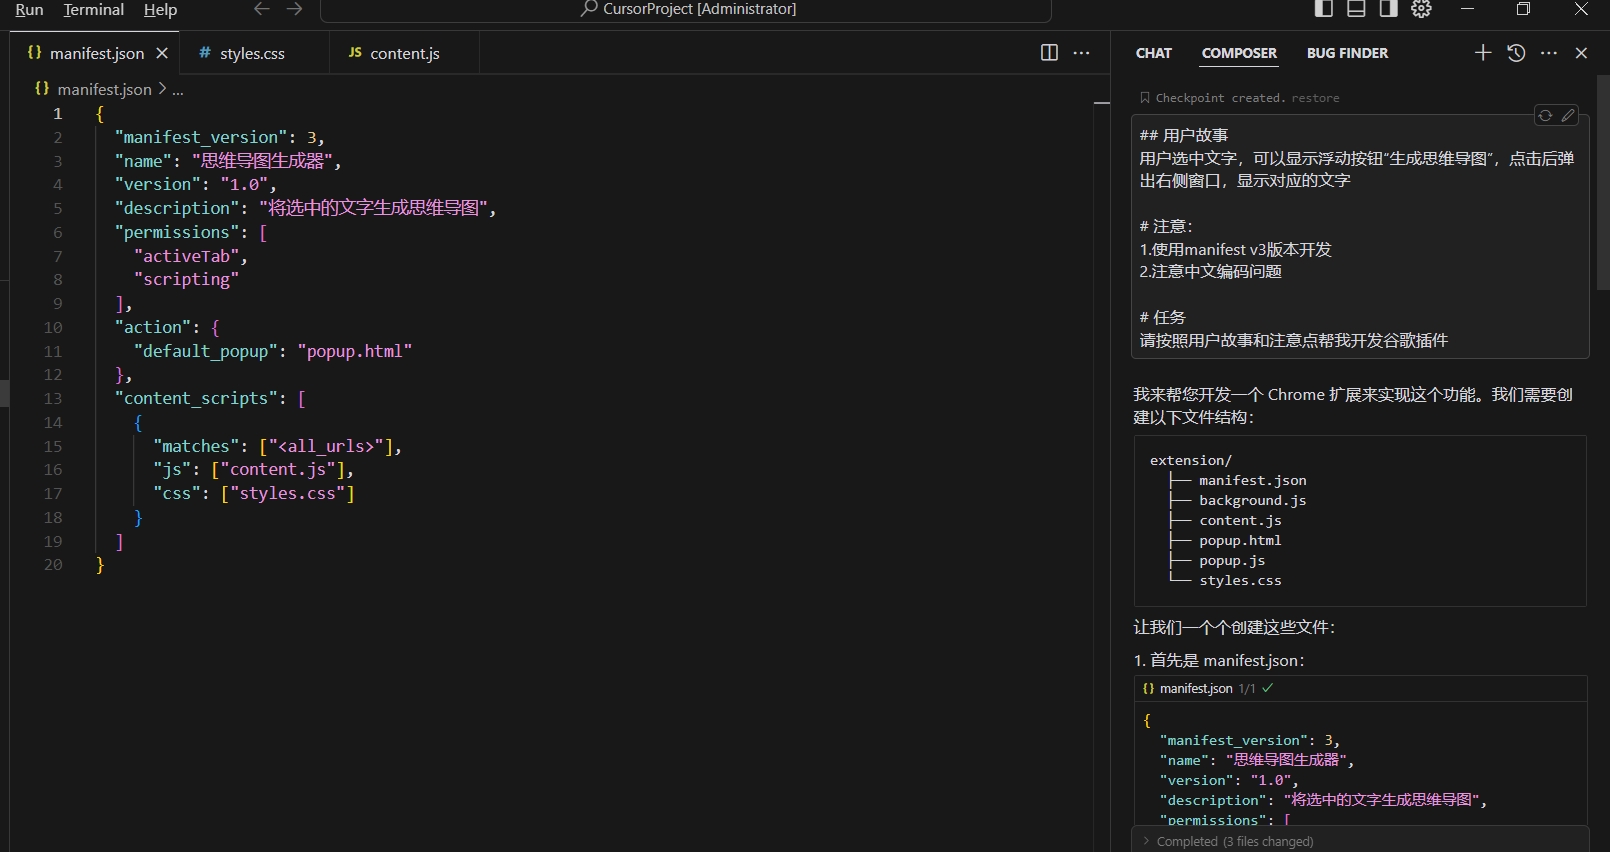 Run Terminal Help
CursorProject [Administrator]
manifest.json
# styles.css
JS content.js
{} manifest.json > ...
1 {
2 "manifest_version": 3,
3 "name": "思维导图生成器",
4 "version": "1.0",
5 "description": "将选中的文字生成思维导图",
6 "permissions": [
7 "activeTab",
8 "scripting"
9 ],
10 "action": {
11 "default_popup": "popup.html"
12 },
13 "content_scripts": [
14 {
15 "matches": ["<all_urls>"],
16 "js": ["content.js"],
17 "css": ["styles.css"]
18 }
19 ]
20 }
CHAT COMPOSER BUG FINDER
Checkpoint created. restore
## 用户故事
用户选中文字，可以显示浮动按钮“生成思维导图”，点击后弹
出右侧窗口，显示对应的文字
# 注意：
1.使用manifest v3版本开发
2.注意中文编码问题
# 任务
请按照用户故事和注意点帮我开发谷歌插件
我来帮您开发一个 Chrome 扩展来实现这个功能。我们需要创
建以下文件结构：
extension/
├── manifest.json
├── background.js
├── content.js
├── popup.html
├── popup.js
└── styles.css
让我们一个个创建这些文件：
1. 首先是 manifest.json：
{} manifest.json 1/1
{
"manifest_version": 3,
"name": "思维导图生成器",
"version": "1.0",
"description": "将选中的文字生成思维导图",
"permissions": [
> Completed (3 files changed)